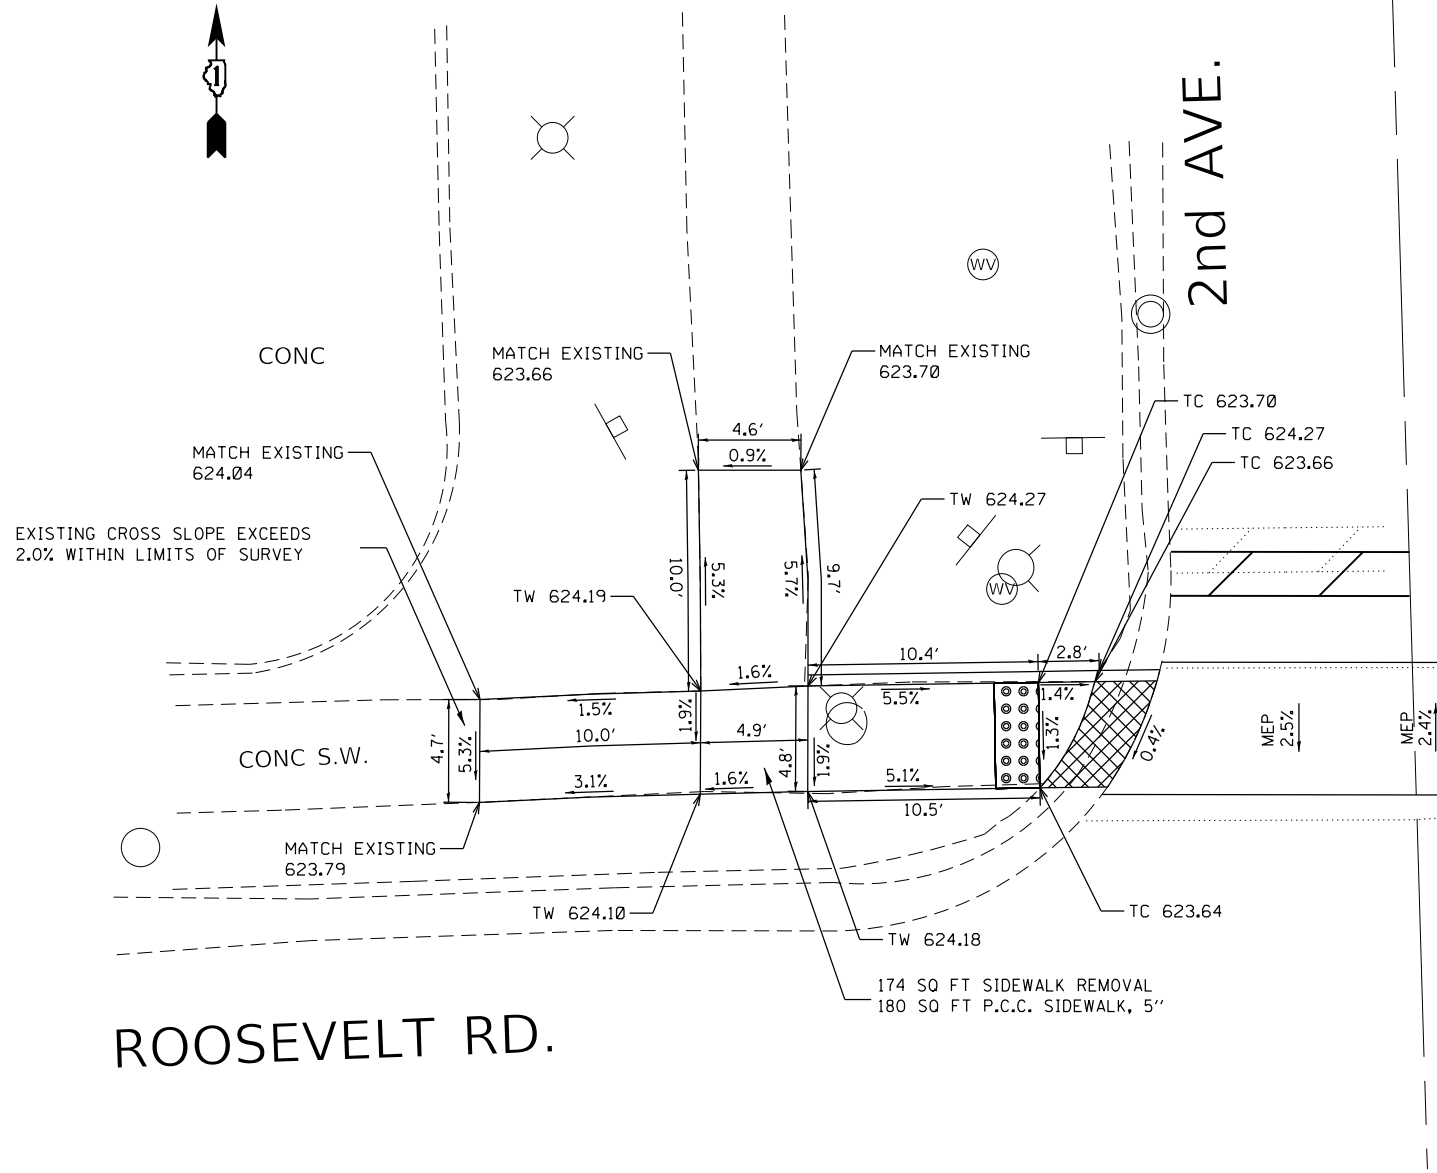 1
2nd AVE.
CONC
MATCH EXISTING
623.66
MATCH EXISTING
623.70
TC 623.70
TC 624.27
TC 623.66
MATCH EXISTING
624.04
EXISTING CROSS SLOPE EXCEEDS
2.0% WITHIN LIMITS OF SURVEY
WV
4.6'
0.9%
TW 624.27
WV
10.0'
5.3%
5.7%
9.7'
TW 624.19
10.4'
2.8'
1.6%
1.5%
1.9%
5.5%
1.4%
1.3%
0.4%
CONC S.W.
4.7'
5.3%
10.0'
4.9'
4.8'
1.9%
3.1%
1.6%
5.1%
10.5'
MEP
2.5%
MEP
2.4%
MATCH EXISTING
623.79
TW 624.10
TW 624.18
TC 623.64
174 SQ FT SIDEWALK REMOVAL
180 SQ FT P.C.C. SIDEWALK, 5''
ROOSEVELT RD.